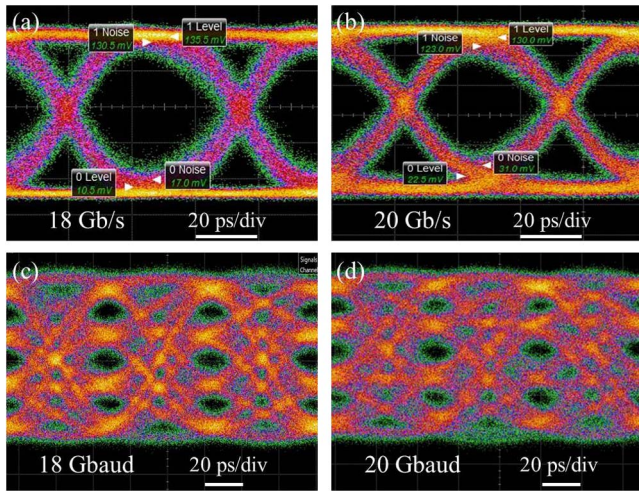 (a)
1 Noise
130.5 mV
1 Level
135.5 mV
0 Level
10.5 mV
0 Noise
17.0 mV
18 Gb/s
20 ps/div
(b)
1 Noise
123.0 mV
1 Level
130.0 mV
0 Level
22.5 mV
0 Noise
31.0 mV
20 Gb/s
20 ps/div
(c)
Signals
Channel
18 Gbaud
20 ps/div
(d)
20 Gbaud
20 ps/div